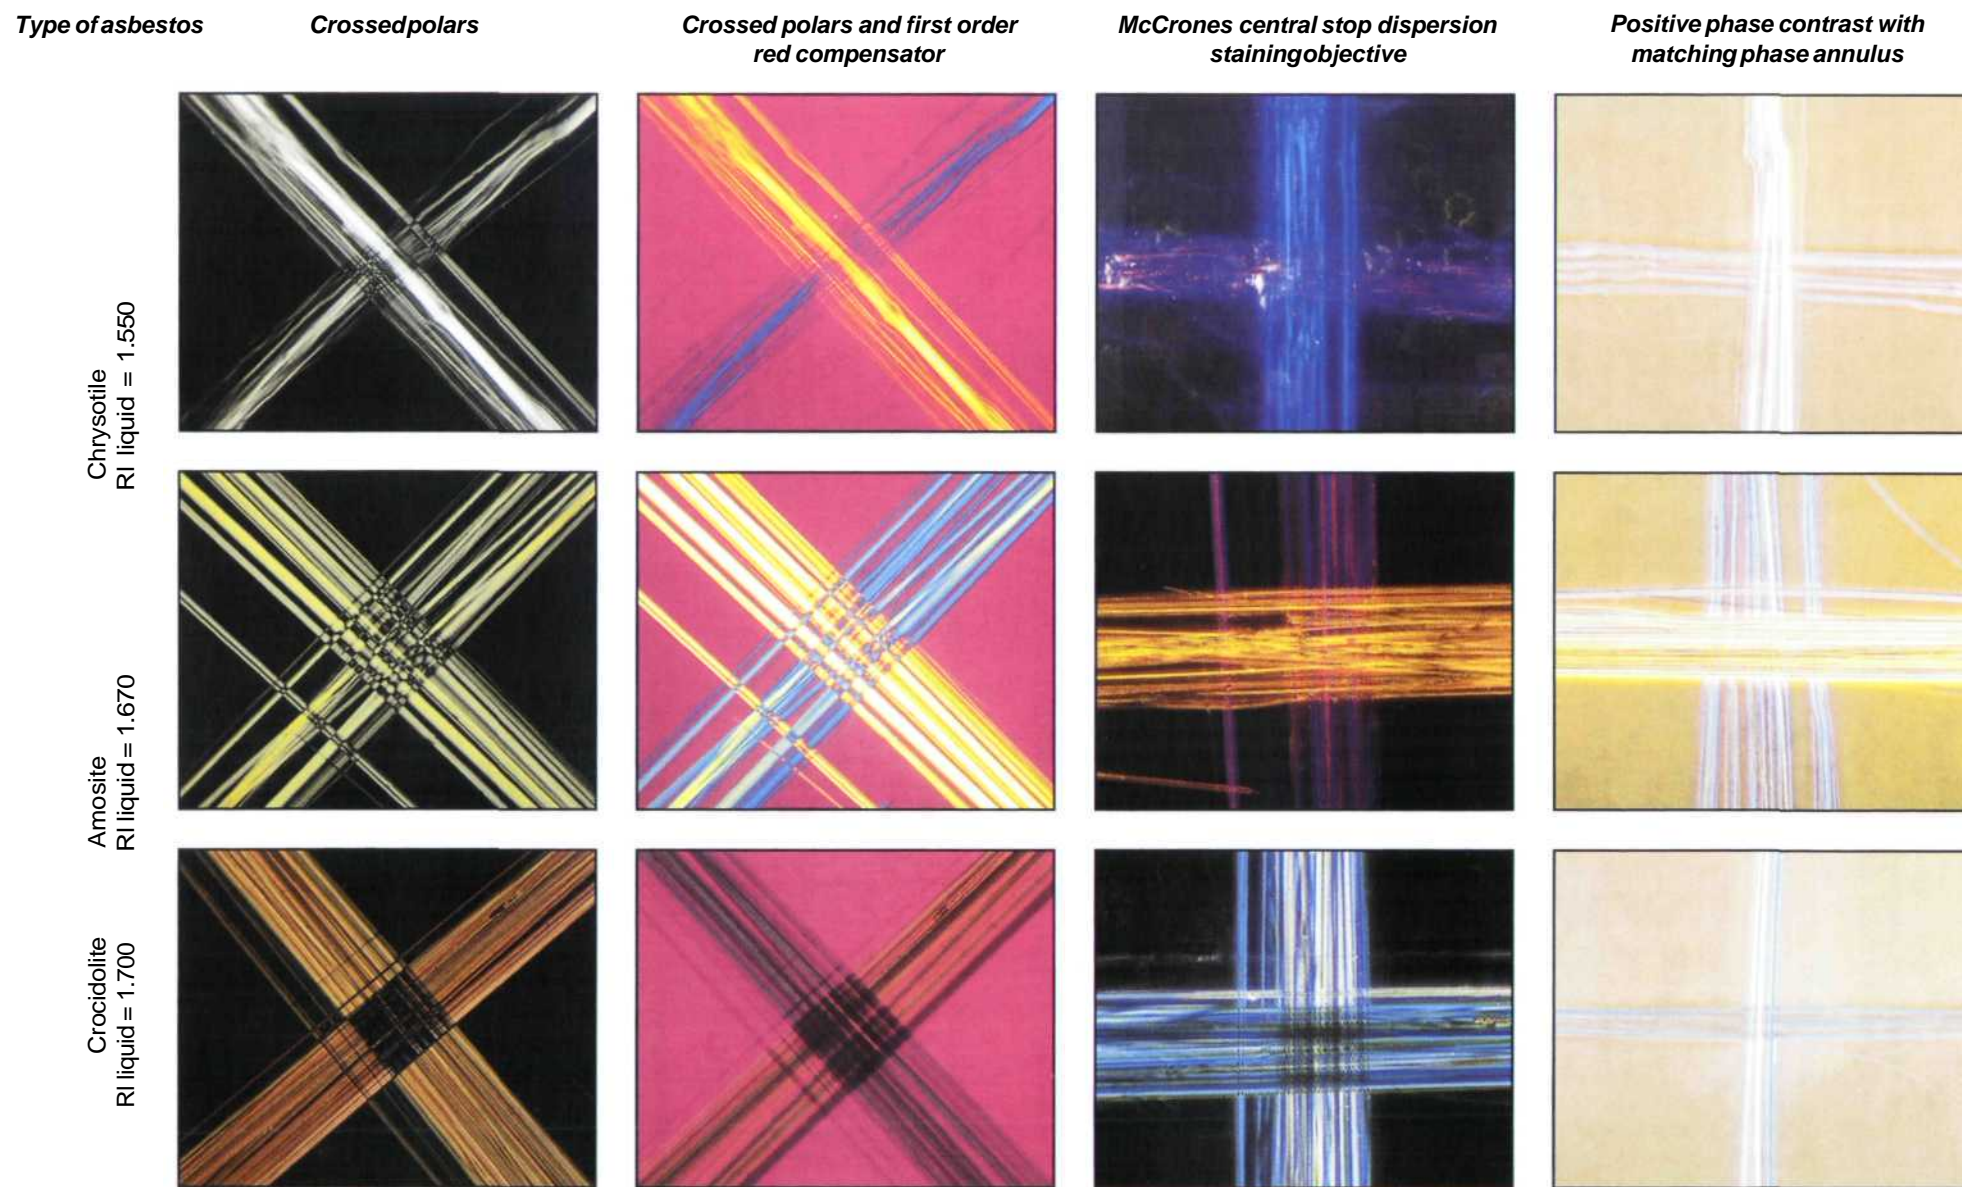 Type of asbestos
Crossed polars
Crossed polars and first order
red compensator
McCrones central stop dispersion
staining objective
Positive phase contrast with
matching phase annulus
Chrysotile
RI liquid = 1.550
Amosite
RI liquid = 1.670
Crocidolite
RI liquid = 1.700